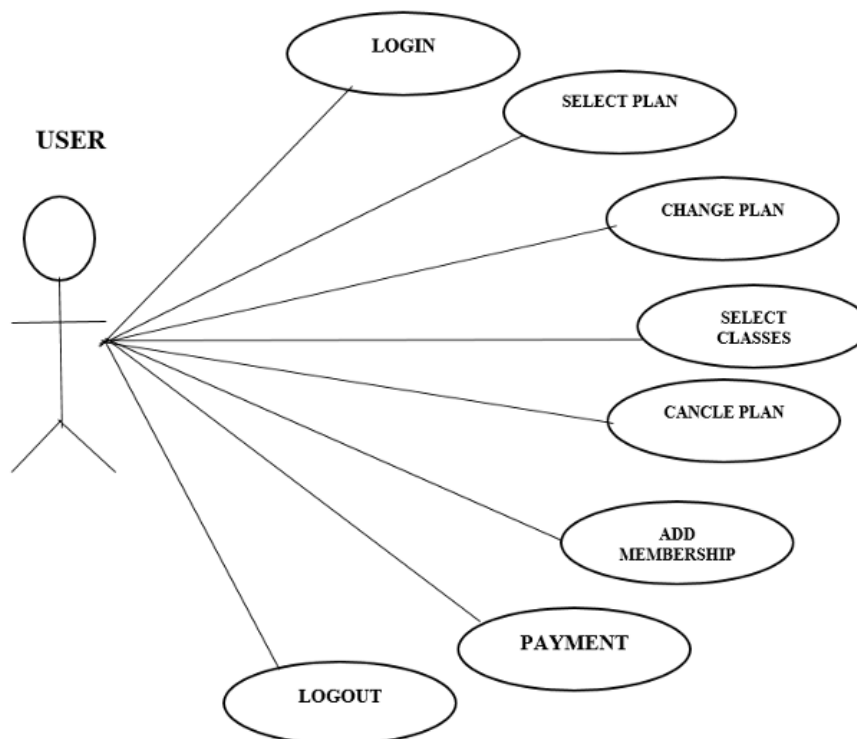 LOGIN
SELECT PLAN
USER
CHANGE PLAN
SELECT
CLASSES
CANCLE PLAN
ADD
MEMBERSHIP
PAYMENT
LOGOUT